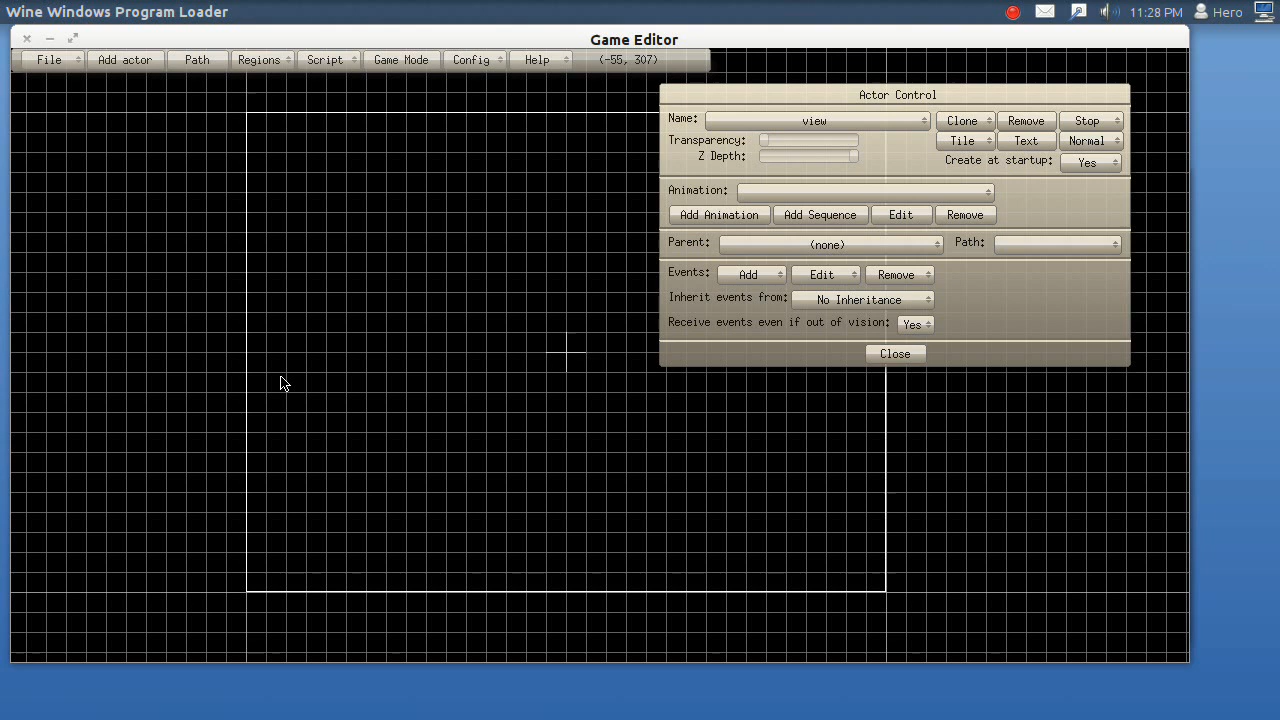 Wine Windows Program Loader 11:28 PM Hero
Game Editor
File Add actor Path Regions Script Game Mode Config Help (-55, 307)
Actor Control
Name: view Clone Remove Stop
Transparency: Tile Text Normal
Z Depth: Create at startup: Yes
Animation:
Add Animation Add Sequence Edit Remove
Parent: (none) Path:
Events: Add Edit Remove
Inherit events from: No Inheritance
Receive events even if out of vision: Yes
Close